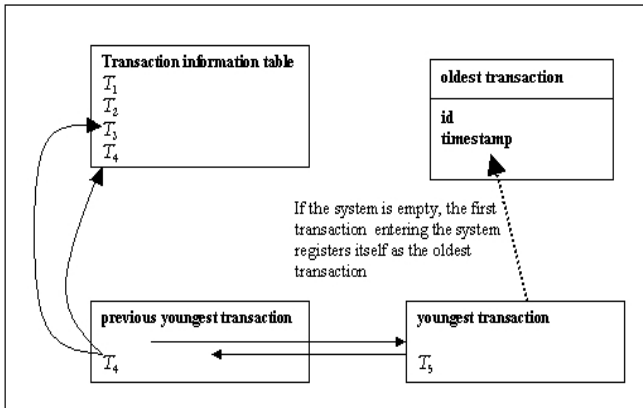 Transaction information table
T1
T2
T3
T4
oldest transaction
id
timestamp
If the system is empty, the first
transaction entering the system
registers itself as the oldest
transaction
previous youngest transaction
T4
youngest transaction
T5